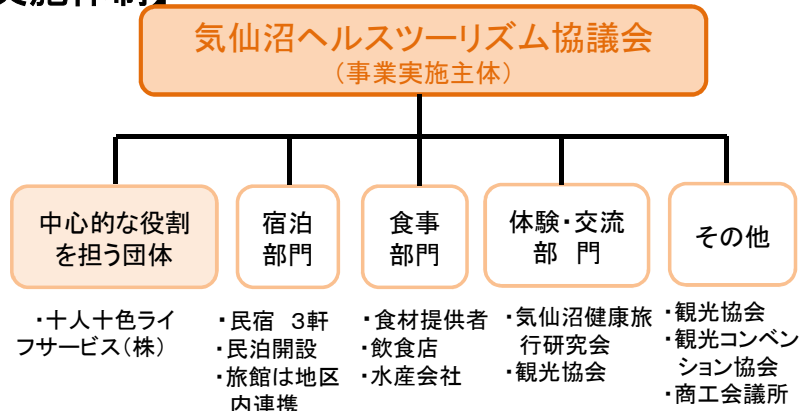 気仙沼ヘルスツーリズム協議会
（事業実施主体）
中心的な役割
を担う団体
宿泊
部門
食事
部門
体験・交流
部　門
その他
・十人十色ライ
フサービス（株）
・民宿　３軒
・民泊開設
・旅館は地区
内連携
・食材提供者
・飲食店
・水産会社
・気仙沼健康旅
行研究会
・観光協会
・観光協会
・観光コンベン
ション協会
・商工会議所